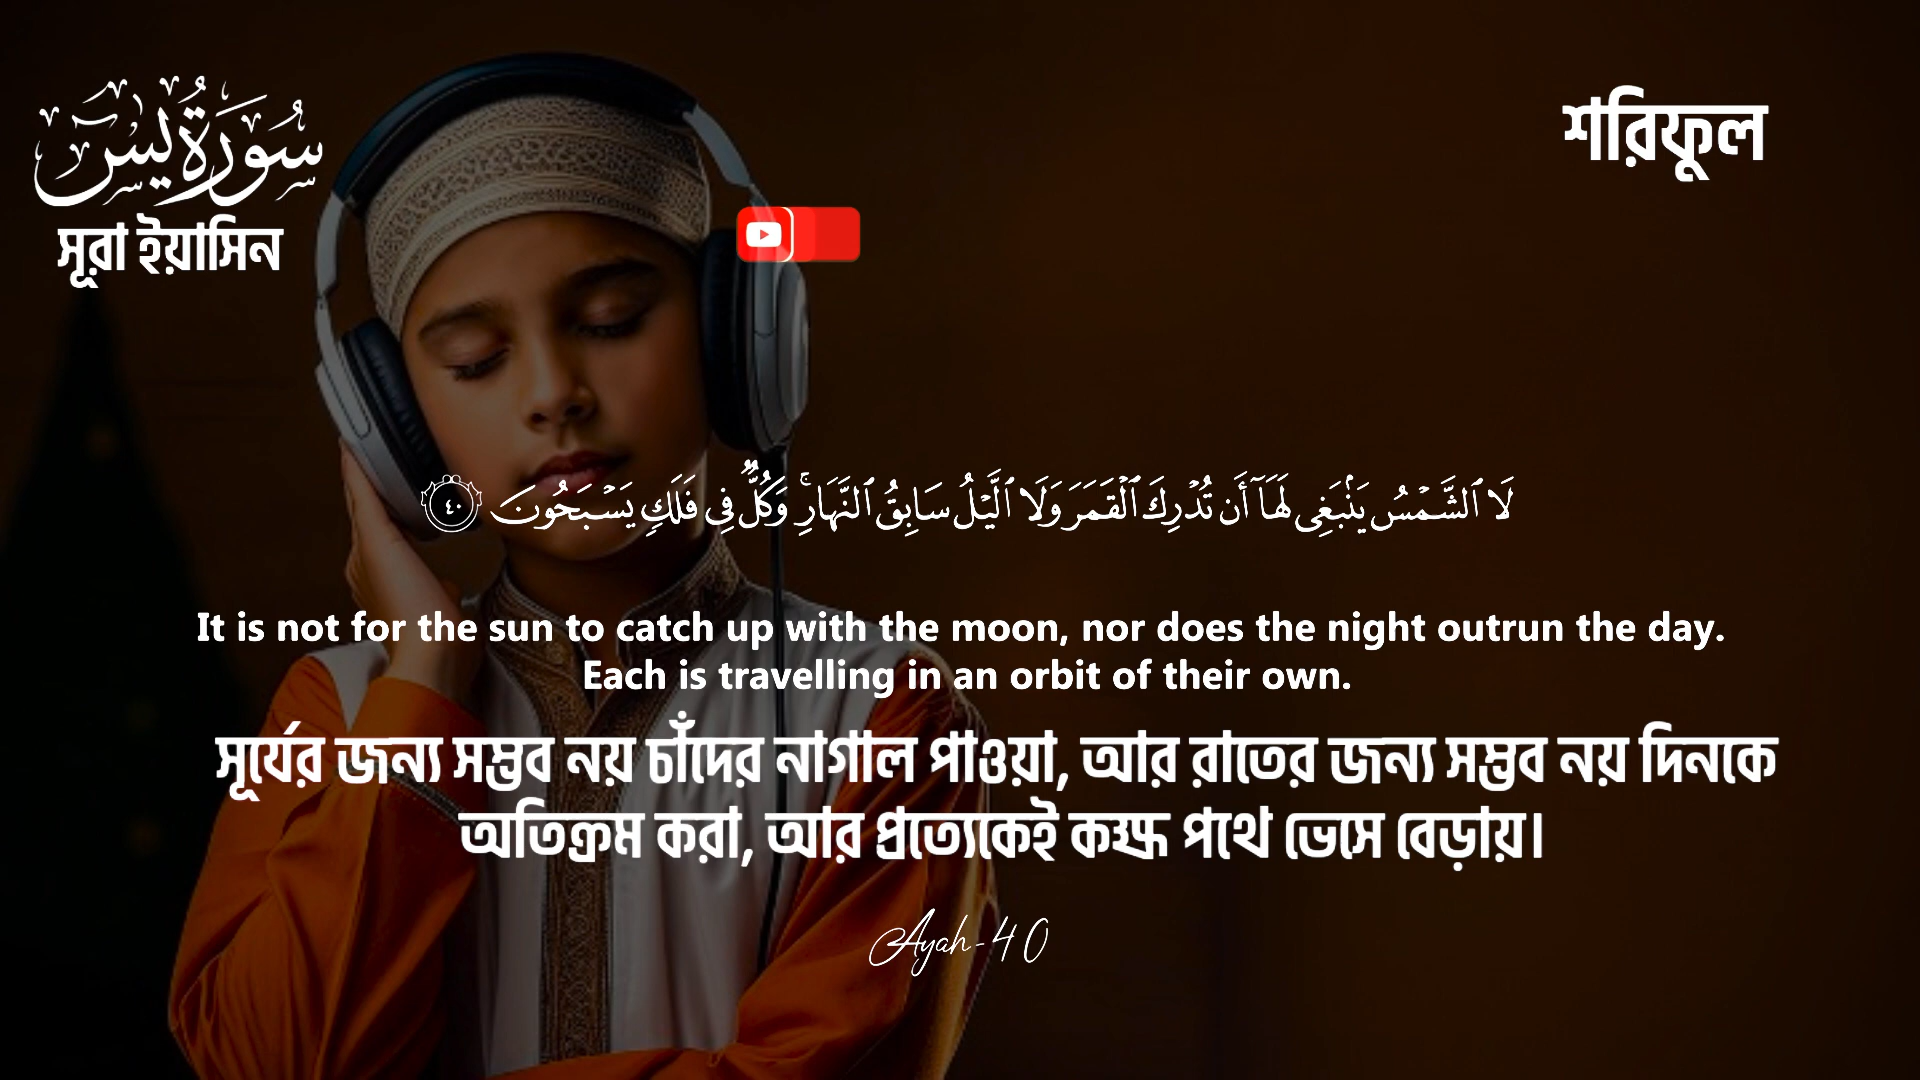 سُورَةُ يسٓ
সূরা ইয়াসিন
শরিফুল
لَا ٱلشَّمْسُ يَنۢبَغِى لَهَآ أَن تُدْرِكَ ٱلْقَمَرَ وَلَا ٱلَّيْلُ سَابِقُ ٱلنَّهَارِ ۚ وَكُلٌّ فِى فَلَكٍ يَسْبَحُونَ ٤٠
It is not for the sun to catch up with the moon, nor does the night outrun the day.
Each is travelling in an orbit of their own.
সূর্যের জন্য সম্ভব নয় চাঁদের নাগাল পাওয়া, আর রাতের জন্য সম্ভব নয় দিনকে
অতিক্রম করা, আর প্রত্যেকেই কক্ষ পথে ভেসে বেড়ায়।
Ayah-40